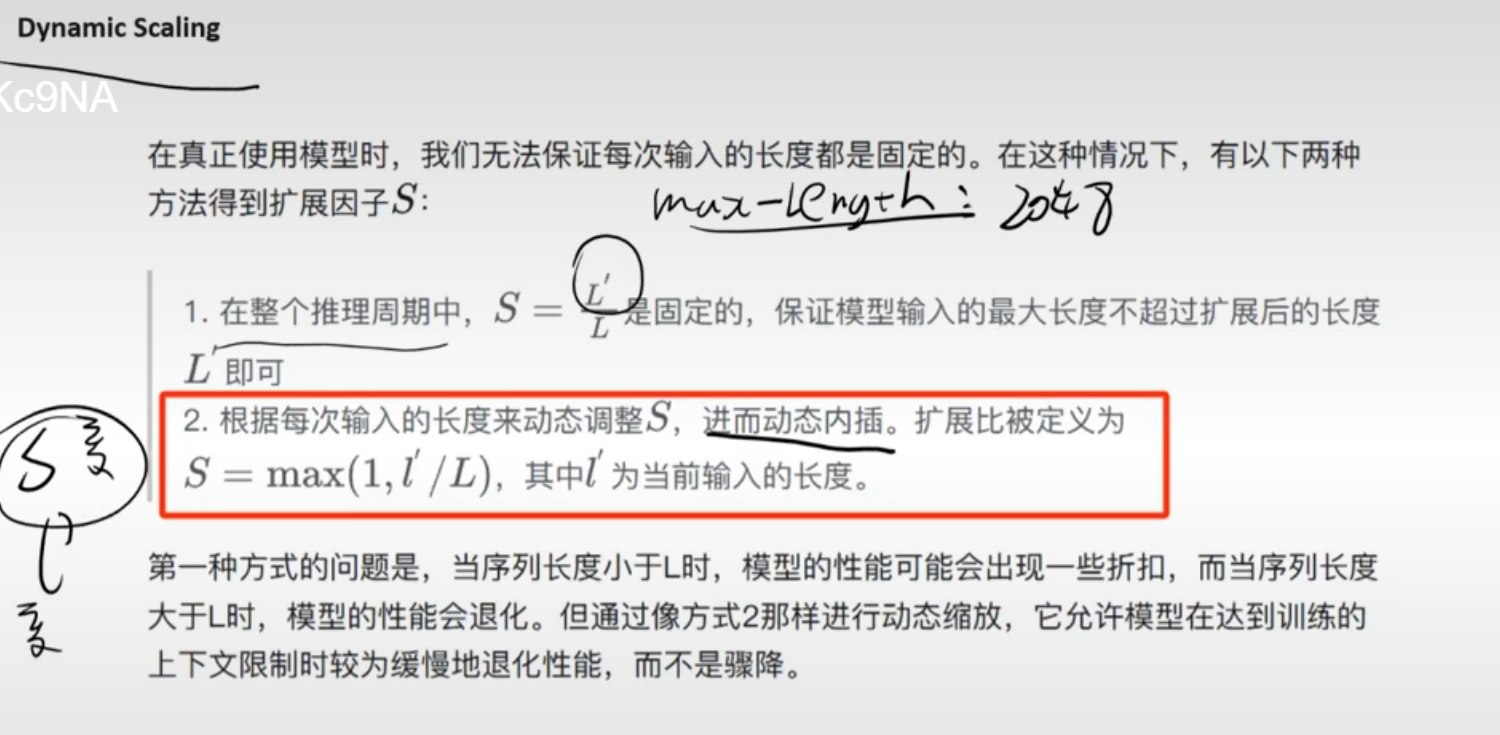 Dynamic Scaling
Kc9NA
在真正使用模型时，我们无法保证每次输入的长度都是固定的。在这种情况下，有以下两种
方法得到扩展因子S：
max-length: 2048
1. 在整个推理周期中，S = L′/L 是固定的，保证模型输入的最大长度不超过扩展后的长度
L′ 即可
2. 根据每次输入的长度来动态调整S，进而动态内插。扩展比被定义为
S = max(1, l′/L)，其中l′ 为当前输入的长度。
S 变
l′
变
第一种方式的问题是，当序列长度小于L时，模型的性能可能会出现一些折扣，而当序列长度
大于L时，模型的性能会退化。但通过像方式2那样进行动态缩放，它允许模型在达到训练的
上下文限制时较为缓慢地退化性能，而不是骤降。